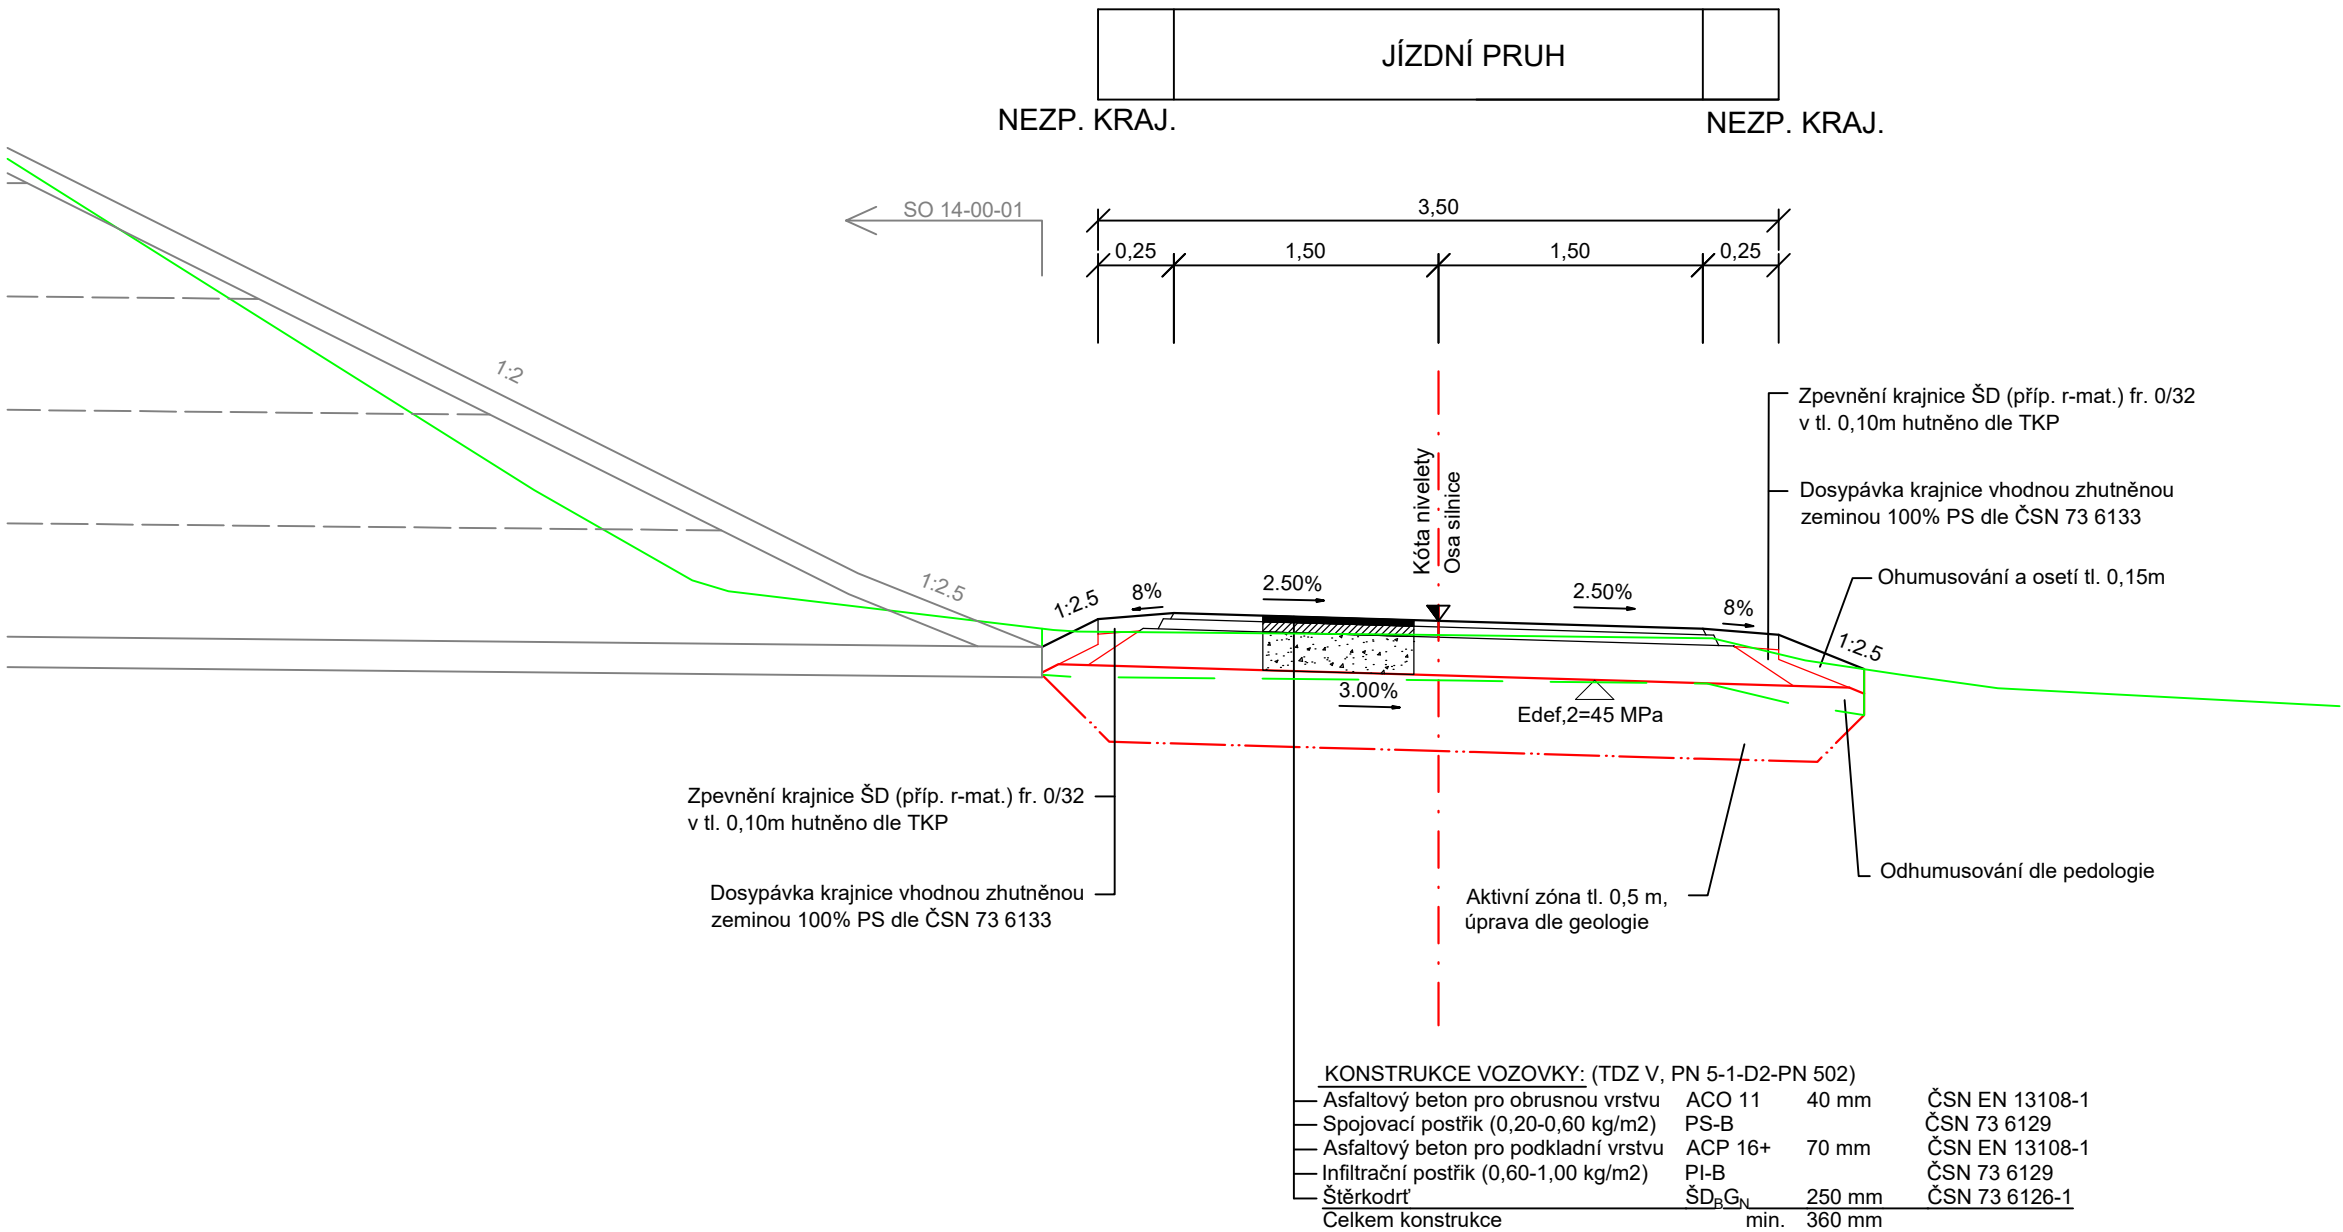 JÍZDNÍ PRUH
NEZP. KRAJ.
NEZP. KRAJ.
SO 14-00-01
3,50
0,25
1,50
1,50
0,25
1:2
1:2.5
1:2.5
8%
2.50%
Kóta nivelety
Osa silnice
2.50%
8%
1:2.5
3.00%
Edef,2=45 MPa
Zpevnění krajnice ŠD (příp. r-mat.) fr. 0/32
v tl. 0,10m hutněno dle TKP
Dosypávka krajnice vhodnou zhutněnou
zeminou 100% PS dle ČSN 73 6133
Ohumusování a osetí tl. 0,15m
Zpevnění krajnice ŠD (příp. r-mat.) fr. 0/32
v tl. 0,10m hutněno dle TKP
Dosypávka krajnice vhodnou zhutněnou
zeminou 100% PS dle ČSN 73 6133
Aktivní zóna tl. 0,5 m,
úprava dle geologie
Odhumusování dle pedologie
KONSTRUKCE VOZOVKY: (TDZ V, PN 5-1-D2-PN 502)
Asfaltový beton pro obrusnou vrstvu ACO 11 40 mm ČSN EN 13108-1
Spojovací postřik (0,20-0,60 kg/m2) PS-B ČSN 73 6129
Asfaltový beton pro podkladní vrstvu ACP 16+ 70 mm ČSN EN 13108-1
Infiltrační postřik (0,60-1,00 kg/m2) PI-B ČSN 73 6129
Štěrkodrť ŠDBGN 250 mm ČSN 73 6126-1
Celkem konstrukce min. 360 mm